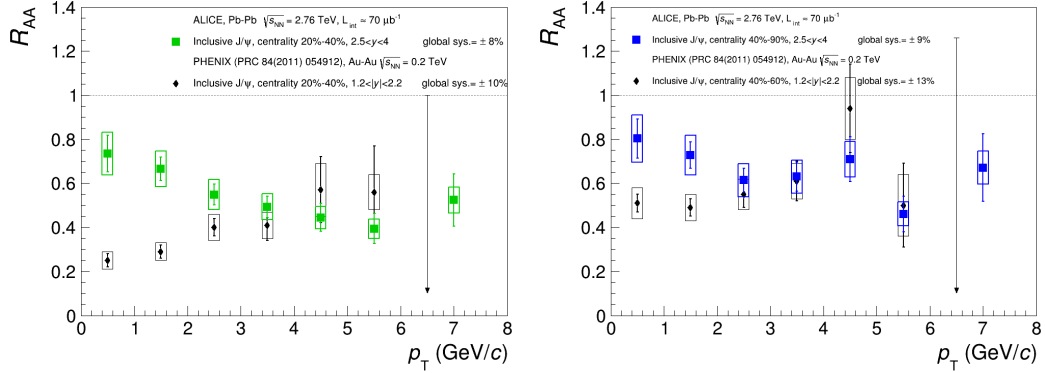 R_AA
1.4
1.2
1
0.8
0.6
0.4
0.2
0
ALICE, Pb-Pb √s_NN = 2.76 TeV, L_int ≃ 70 μb⁻¹
Inclusive J/ψ, centrality 20%-40%, 2.5<y<4 global sys.= ± 8%
PHENIX (PRC 84(2011) 054912), Au-Au √s_NN = 0.2 TeV
Inclusive J/ψ, centrality 20%-40%, 1.2<|y|<2.2 global sys.= ± 10%
0 1 2 3 4 5 6 7 8
p_T (GeV/c)
R_AA
1.4
1.2
1
0.8
0.6
0.4
0.2
0
ALICE, Pb-Pb √s_NN = 2.76 TeV, L_int ≃ 70 μb⁻¹
Inclusive J/ψ, centrality 40%-90%, 2.5<y<4 global sys.= ± 9%
PHENIX (PRC 84(2011) 054912), Au-Au √s_NN = 0.2 TeV
Inclusive J/ψ, centrality 40%-60%, 1.2<|y|<2.2 global sys.= ± 13%
0 1 2 3 4 5 6 7 8
p_T (GeV/c)